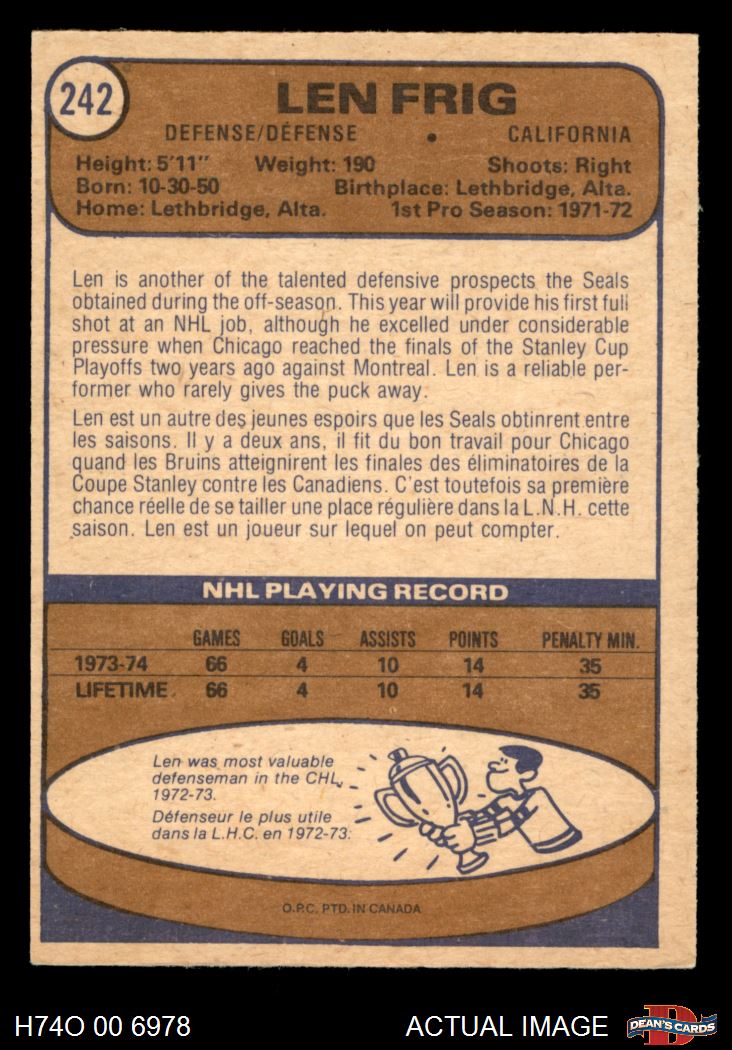 242
LEN FRIG
DEFENSE/DÉFENSE • CALIFORNIA
Height: 5'11" Weight: 190 Shoots: Right
Born: 10-30-50 Birthplace: Lethbridge, Alta.
Home: Lethbridge, Alta. 1st Pro Season: 1971-72
Len is another of the talented defensive prospects the Seals
obtained during the off-season. This year will provide his first full
shot at an NHL job, although he excelled under considerable
pressure when Chicago reached the finals of the Stanley Cup
Playoffs two years ago against Montreal. Len is a reliable per-
former who rarely gives the puck away.
Len est un autre des jeunes espoirs que les Seals obtinrent entre
les saisons. Il y a deux ans, il fit du bon travail pour Chicago
quand les Bruins atteignirent les finales des éliminatoires de la
Coupe Stanley contre les Canadiens. C'est toutefois sa première
chance réelle de se tailler une place régulière dans la L.N.H. cette
saison. Len est un joueur sur lequel on peut compter.
NHL PLAYING RECORD
GAMES GOALS ASSISTS POINTS PENALTY MIN.
1973-74 66 4 10 14 35
LIFETIME 66 4 10 14 35
Len was most valuable
defenseman in the CHL,
1972-73.
Défenseur le plus utile
dans la L.H.C. en 1972-73.
O.P.C. PTD. IN CANADA
H74O 00 6978 ACTUAL IMAGE DEAN'S CARDS